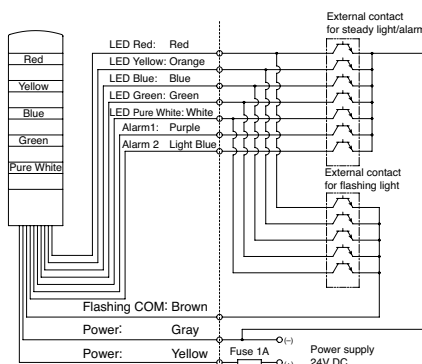 External contact
for steady light/alarm
LED Red: Red
LED Yellow: Orange
LED Blue: Blue
LED Green: Green
LED Pure White: White
Alarm1: Purple
Alarm 2 Light Blue
Red
Yellow
Blue
Green
Pure White
External contact
for flashing light
Flashing COM: Brown
Power: Gray
(−)
Power: Yellow
Fuse 1A
(+)
Power supply
24V DC